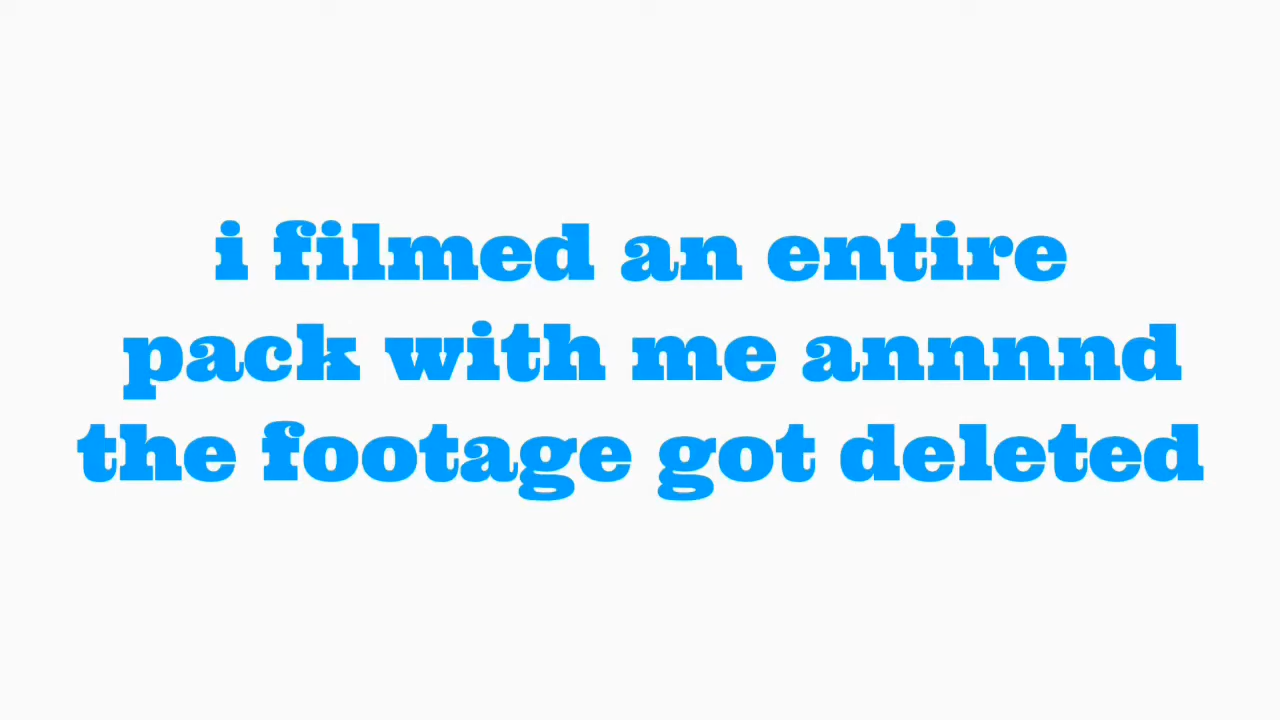 i filmed an entire
pack with me annnnd
the footage got deleted